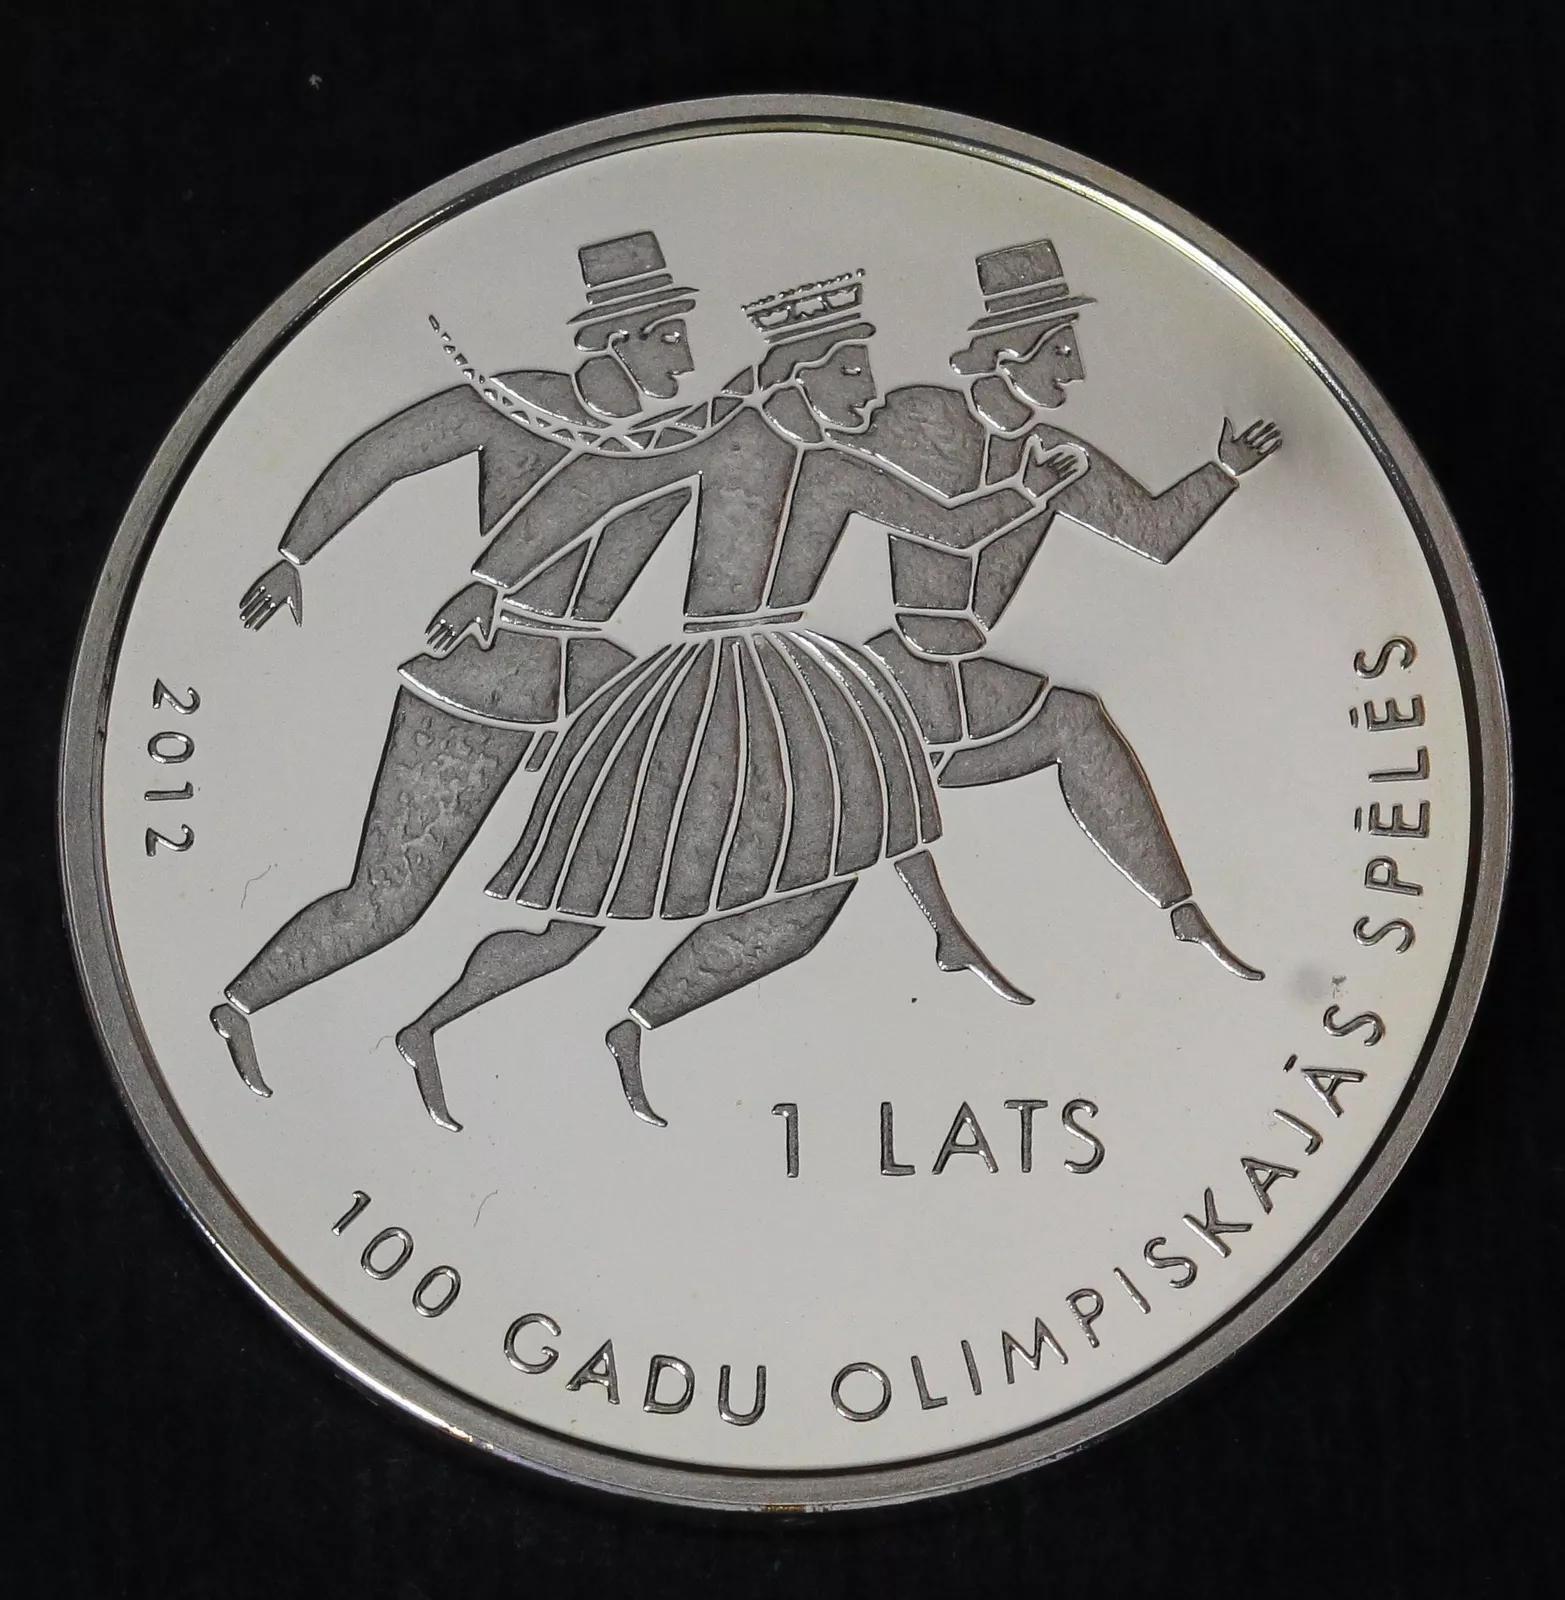 2012
1 LATS
100 GADU OLIMPISKAJĀS SPĒLĒS